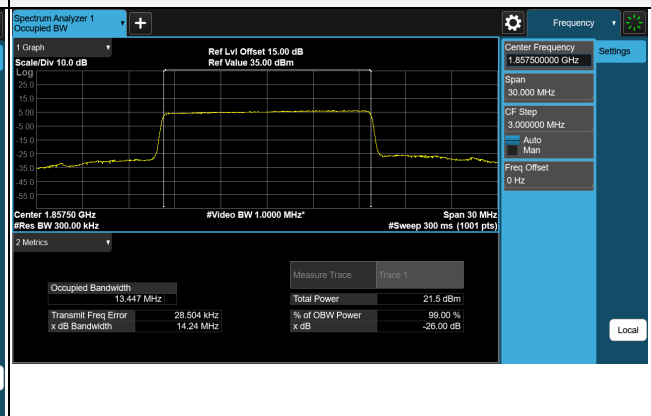 Spectrum Analyzer 1
Occupied BW
+
Frequency
1 Graph
Scale/Div 10.0 dB
Ref Lvl Offset 15.00 dB
Ref Value 35.00 dBm
Log
25.0
15.0
5.00
-5.00
-15.0
-25.0
-35.0
-45.0
-55.0
Center 1.85750 GHz
#Res BW 300.00 kHz
#Video BW 1.0000 MHz*
Span 30 MHz
#Sweep 300 ms (1001 pts)
2 Metrics
Measure Trace Trace 1
Occupied Bandwidth
13.447 MHz
Total Power 21.5 dBm
Transmit Freq Error 28.504 kHz
% of OBW Power 99.00 %
x dB Bandwidth 14.24 MHz
x dB -26.00 dB
Center Frequency
1.857500000 GHz
Settings
Span
30.000 MHz
CF Step
3.000000 MHz
Auto
Man
Freq Offset
0 Hz
Local